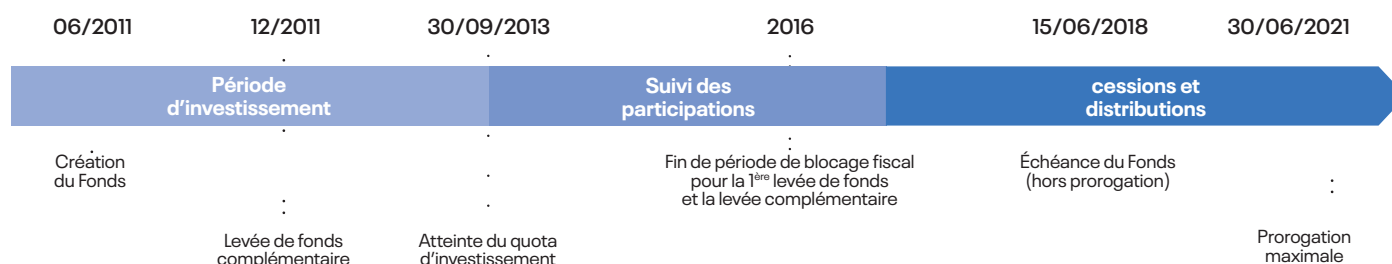 06/2011 12/2011 30/09/2013 2016 15/06/2018 30/06/2021
Période
d'investissement
Suivi des
participations
cessions et
distributions
Création
du Fonds
Fin de période de blocage fiscal
pour la 1ère levée de fonds
et la levée complémentaire
Échéance du Fonds
(hors prorogation)
Levée de fonds
complémentaire
Atteinte du quota
d'investissement
Prorogation
maximale